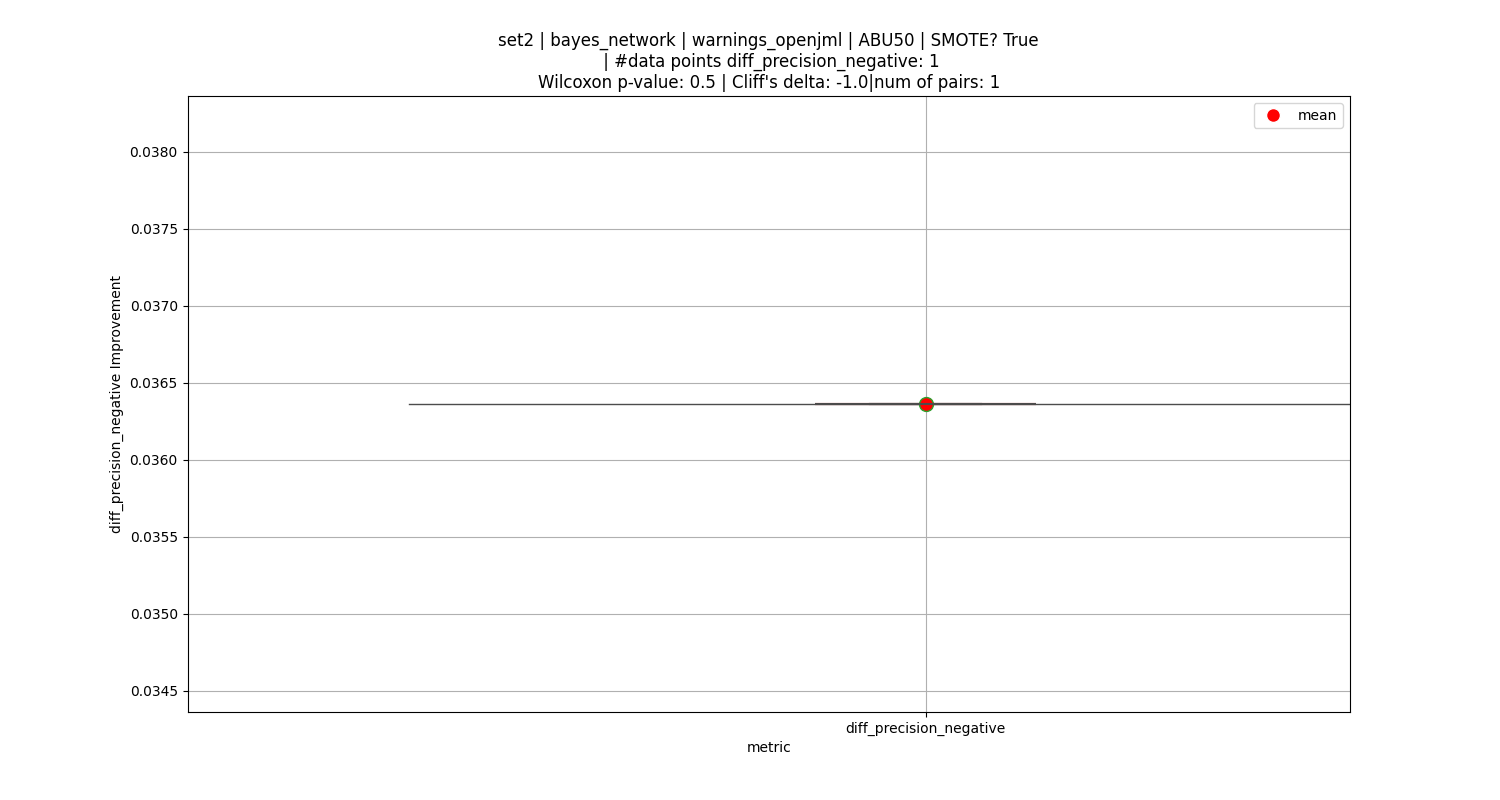 set2 | bayes_network | warnings_openjml | ABU50 | SMOTE? True
| #data points diff_precision_negative: 1
Wilcoxon p-value: 0.5 | Cliff's delta: -1.0|num of pairs: 1
mean
0.0380
0.0375
0.0370
0.0365
0.0360
0.0355
0.0350
0.0345
diff_precision_negative Improvement
diff_precision_negative
metric